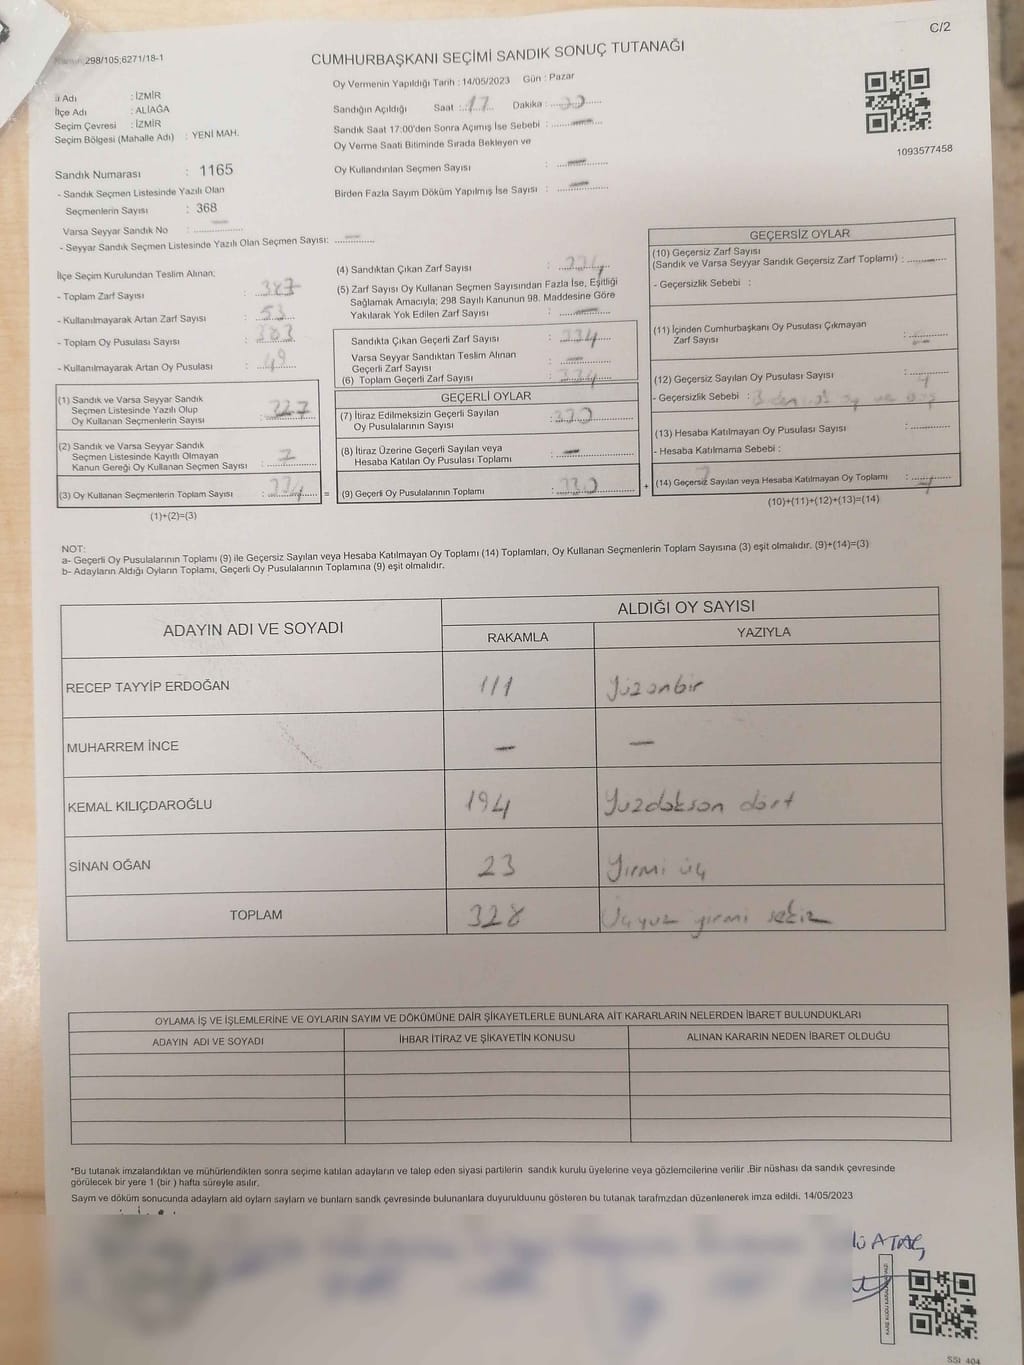 C/2
298/105;6271/18-1
CUMHURBAŞKANI SEÇİMİ SANDIK SONUÇ TUTANAĞI
İl Adı : İZMİR
İlçe Adı : ALİAĞA
Seçim Çevresi : İZMİR
Seçim Bölgesi (Mahalle Adı) : YENİ MAH.
Oy Vermenin Yapıldığı Tarih : 14/05/2023 Gün : Pazar
Sandığın Açıldığı Saat : 17 Dakika :
Sandık Saat 17:00'den Sonra Açımış İse Sebebi : —
Oy Verme Saati Bitiminde Sırada Bekleyen ve
Oy Kullandırılan Seçmen Sayısı : —
Birden Fazla Sayım Döküm Yapılmış İse Sayısı : —
1093577458
Sandık Numarası : 1165
- Sandık Seçmen Listesinde Yazılı Olan
Seçmenlerin Sayısı : 368
Varsa Seyyar Sandık No : —
- Seyyar Sandık Seçmen Listesinde Yazılı Olan Seçmen Sayısı: —
İlçe Seçim Kurulundan Teslim Alınan;
- Toplam Zarf Sayısı : 387
- Kullanılmayarak Artan Zarf Sayısı : 53
- Toplam Oy Pusulası Sayısı : 383
- Kullanılmayarak Artan Oy Pusulası : 49
(1) Sandık ve Varsa Seyyar Sandık
Seçmen Listesinde Yazılı Olup
Oy Kullanan Seçmenlerin Sayısı : 327
(2) Sandık ve Varsa Seyyar Sandık
Seçmen Listesinde Kayıtlı Olmayan
Kanun Gereği Oy Kullanan Seçmen Sayısı : 7
(3) Oy Kullanan Seçmenlerin Toplam Sayısı : 334 =
(1)+(2)=(3)
(4) Sandıktan Çıkan Zarf Sayısı : 334
(5) Zarf Sayısı Oy Kullanan Seçmen Sayısından Fazla İse, Eşitliği
Sağlamak Amacıyla; 298 Sayılı Kanunun 98. Maddesine Göre
Yakılarak Yok Edilen Zarf Sayısı : —
Sandıkta Çıkan Geçerli Zarf Sayısı : 334
Varsa Seyyar Sandıktan Teslim Alınan
Geçerli Zarf Sayısı : —
(6) Toplam Geçerli Zarf Sayısı : 334
GEÇERLİ OYLAR
(7) İtiraz Edilmeksizin Geçerli Sayılan
Oy Pusulalarının Sayısı : 330
(8) İtiraz Üzerine Geçerli Sayılan veya
Hesaba Katılan Oy Pusulası Toplamı : —
(9) Geçerli Oy Pusulalarının Toplamı : 330 +
GEÇERSİZ OYLAR
(10) Geçersiz Zarf Sayısı
(Sandık ve Varsa Seyyar Sandık Geçersiz Zarf Toplamı) : —
- Geçersizlik Sebebi :
(11) İçinden Cumhurbaşkanı Oy Pusulası Çıkmayan
Zarf Sayısı : —
(12) Geçersiz Sayılan Oy Pusulası Sayısı : 4
- Geçersizlik Sebebi :
(13) Hesaba Katılmayan Oy Pusulası Sayısı :
- Hesaba Katılmama Sebebi :
(14) Geçersiz Sayılan veya Hesaba Katılmayan Oy Toplamı : 4
(10)+(11)+(12)+(13)=(14)
NOT:
a- Geçerli Oy Pusulalarının Toplamı (9) ile Geçersiz Sayılan veya Hesaba Katılmayan Oy Toplamı (14) Toplamları, Oy Kullanan Seçmenlerin Toplam Sayısına (3) eşit olmalıdır. (9)+(14)=(3)
b- Adayların Aldığı Oyların Toplamı, Geçerli Oy Pusulalarının Toplamına (9) eşit olmalıdır.
ADAYIN ADI VE SOYADI
ALDIĞI OY SAYISI
RAKAMLA YAZIYLA
RECEP TAYYİP ERDOĞAN 111 Yüzonbir
MUHARREM İNCE — —
KEMAL KILIÇDAROĞLU 194 Yuzdoksan dört
SİNAN OĞAN 23 Yirmi üç
TOPLAM 328 Üçyuz yirmi sekiz
OYLAMA İŞ VE İŞLEMLERİNE VE OYLARIN SAYIM VE DÖKÜMÜNE DAİR ŞİKAYETLERLE BUNLARA AİT KARARLARIN NELERDEN İBARET BULUNDUKLARI
ADAYIN ADI VE SOYADI İHBAR İTİRAZ VE ŞİKAYETİN KONUSU ALINAN KARARIN NEDEN İBARET OLDUĞU
*Bu tutanak imzalandıktan ve mühürlendikten sonra seçime katılan adayların ve talep eden siyasi partilerin sandık kurulu üyelerine veya gözlemcilerine verilir .Bir nüshası da sandık çevresinde
görülecek bir yere 1 (bir ) hafta süreyle asılır.
Sayım ve döküm sonucunda adayların ald oyların saylarn ve bunların sandk çevresinde bulunanlara duyurulduunu gösteren bu tutanak tarafmzdan düzenlenerek imza edildi. 14/05/2023
lü ATAÇ
SSI 404